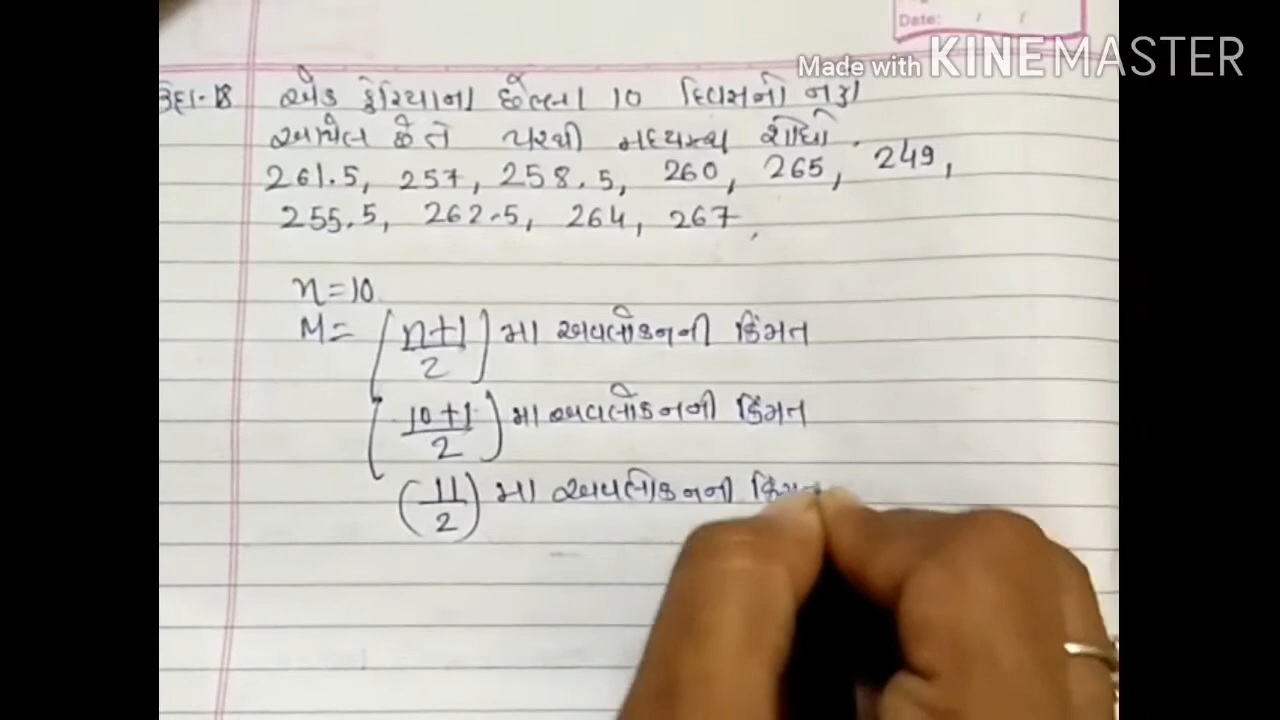 Date: / /
Made with KINEMASTER
ઉદા-18 એક ફેરિયાના છેલ્લા 10 દિવસનો નફો
આપેલ છે તે પરથી મધ્યસ્થ શોધો.
261.5, 257, 258.5, 260, 265, 249,
255.5, 262.5, 264, 267.
n=10
M= (n+1/2) મા અવલોકનની કિંમત
(10+1/2) મા અવલોકનની કિંમત
(11/2) મા અવલોકનની કિંમત